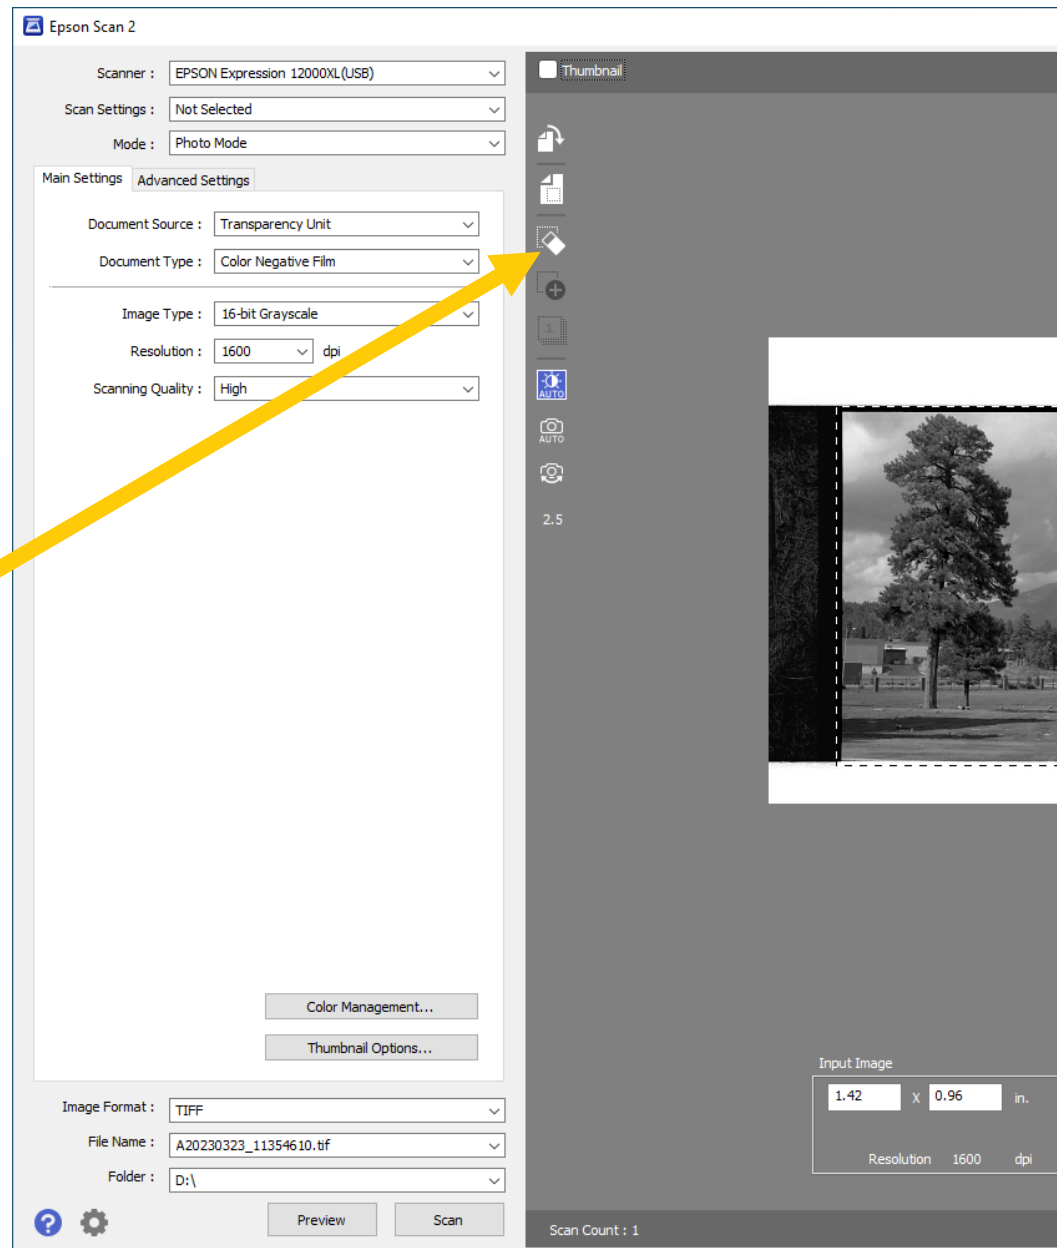 Epson Scan 2
Scanner : EPSON Expression 12000XL(USB)
Scan Settings : Not Selected
Mode : Photo Mode
Main Settings Advanced Settings
Document Source : Transparency Unit
Document Type : Color Negative Film
Image Type : 16-bit Grayscale
Resolution : 1600 dpi
Scanning Quality : High
Color Management...
Thumbnail Options...
Image Format : TIFF
File Name : A20230323_11354610.tif
Folder : D:\
? Preview Scan
Thumbnail
1
AUTO
AUTO
2.5
Input Image
1.42 X 0.96 in.
Resolution 1600 dpi
Scan Count : 1